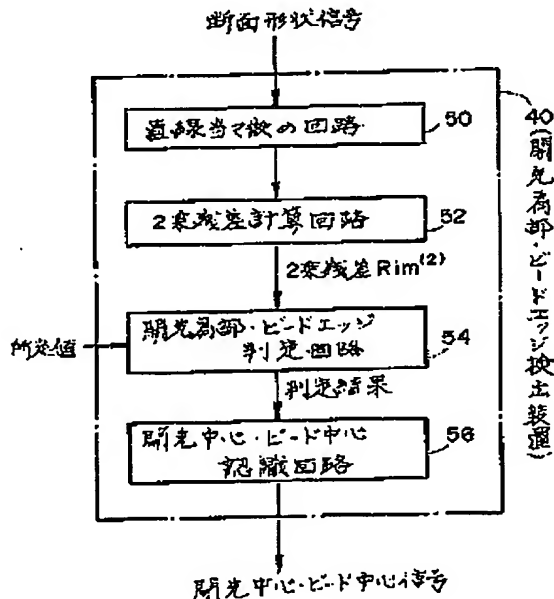 断面形状信号
直線当て嵌め回路
50
2乗残差計算回路
52
2乗残差Rim(2)
所定値
開先肩部・ビードエッジ
判定回路
54
判定結果
開先中心・ビード中心
認識回路
56
40(開先肩部・ビードエッジ検出装置)
開先中心・ビード中心信号